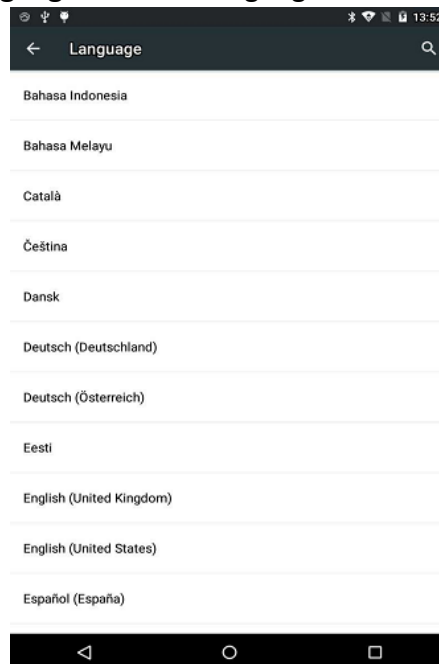 13:52
Language
Bahasa Indonesia
Bahasa Melayu
Català
Čeština
Dansk
Deutsch (Deutschland)
Deutsch (Österreich)
Eesti
English (United Kingdom)
English (United States)
Español (España)